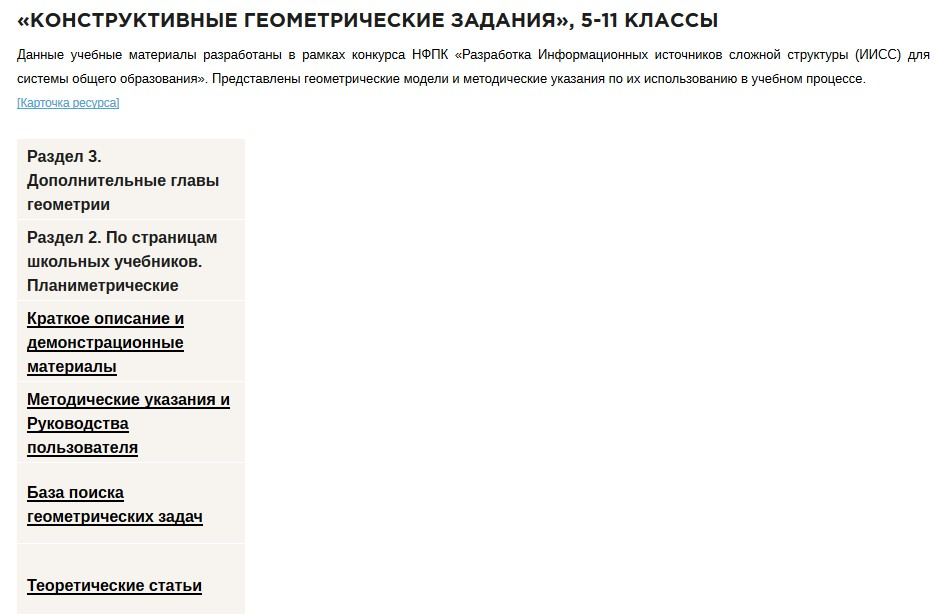 «КОНСТРУКТИВНЫЕ ГЕОМЕТРИЧЕСКИЕ ЗАДАНИЯ», 5-11 КЛАССЫ
Данные учебные материалы разработаны в рамках конкурса НФПК «Разработка Информационных источников сложной структуры (ИИСС) для
системы общего образования». Представлены геометрические модели и методические указания по их использованию в учебном процессе.
[Карточка ресурса]
Раздел 3.
Дополнительные главы
геометрии
Раздел 2. По страницам
школьных учебников.
Планиметрические
Краткое описание и
демонстрационные
материалы
Методические указания и
Руководства
пользователя
База поиска
геометрических задач
Теоретические статьи